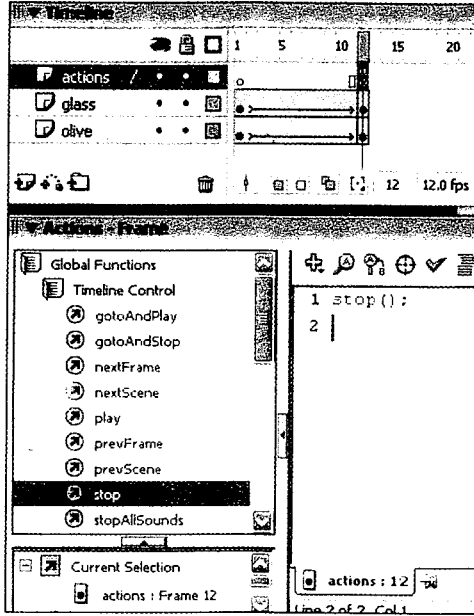 Timeline
1 5 10 15 20
actions
glass
olive
12 12.0 fps
Actions - Frame
Global Functions
Timeline Control
gotoAndPlay
gotoAndStop
nextFrame
nextScene
play
prevFrame
prevScene
stop
stopAllSounds
1 stop();
2
Current Selection
actions : Frame 12
actions : 12
Line 2 of 2, Col 1